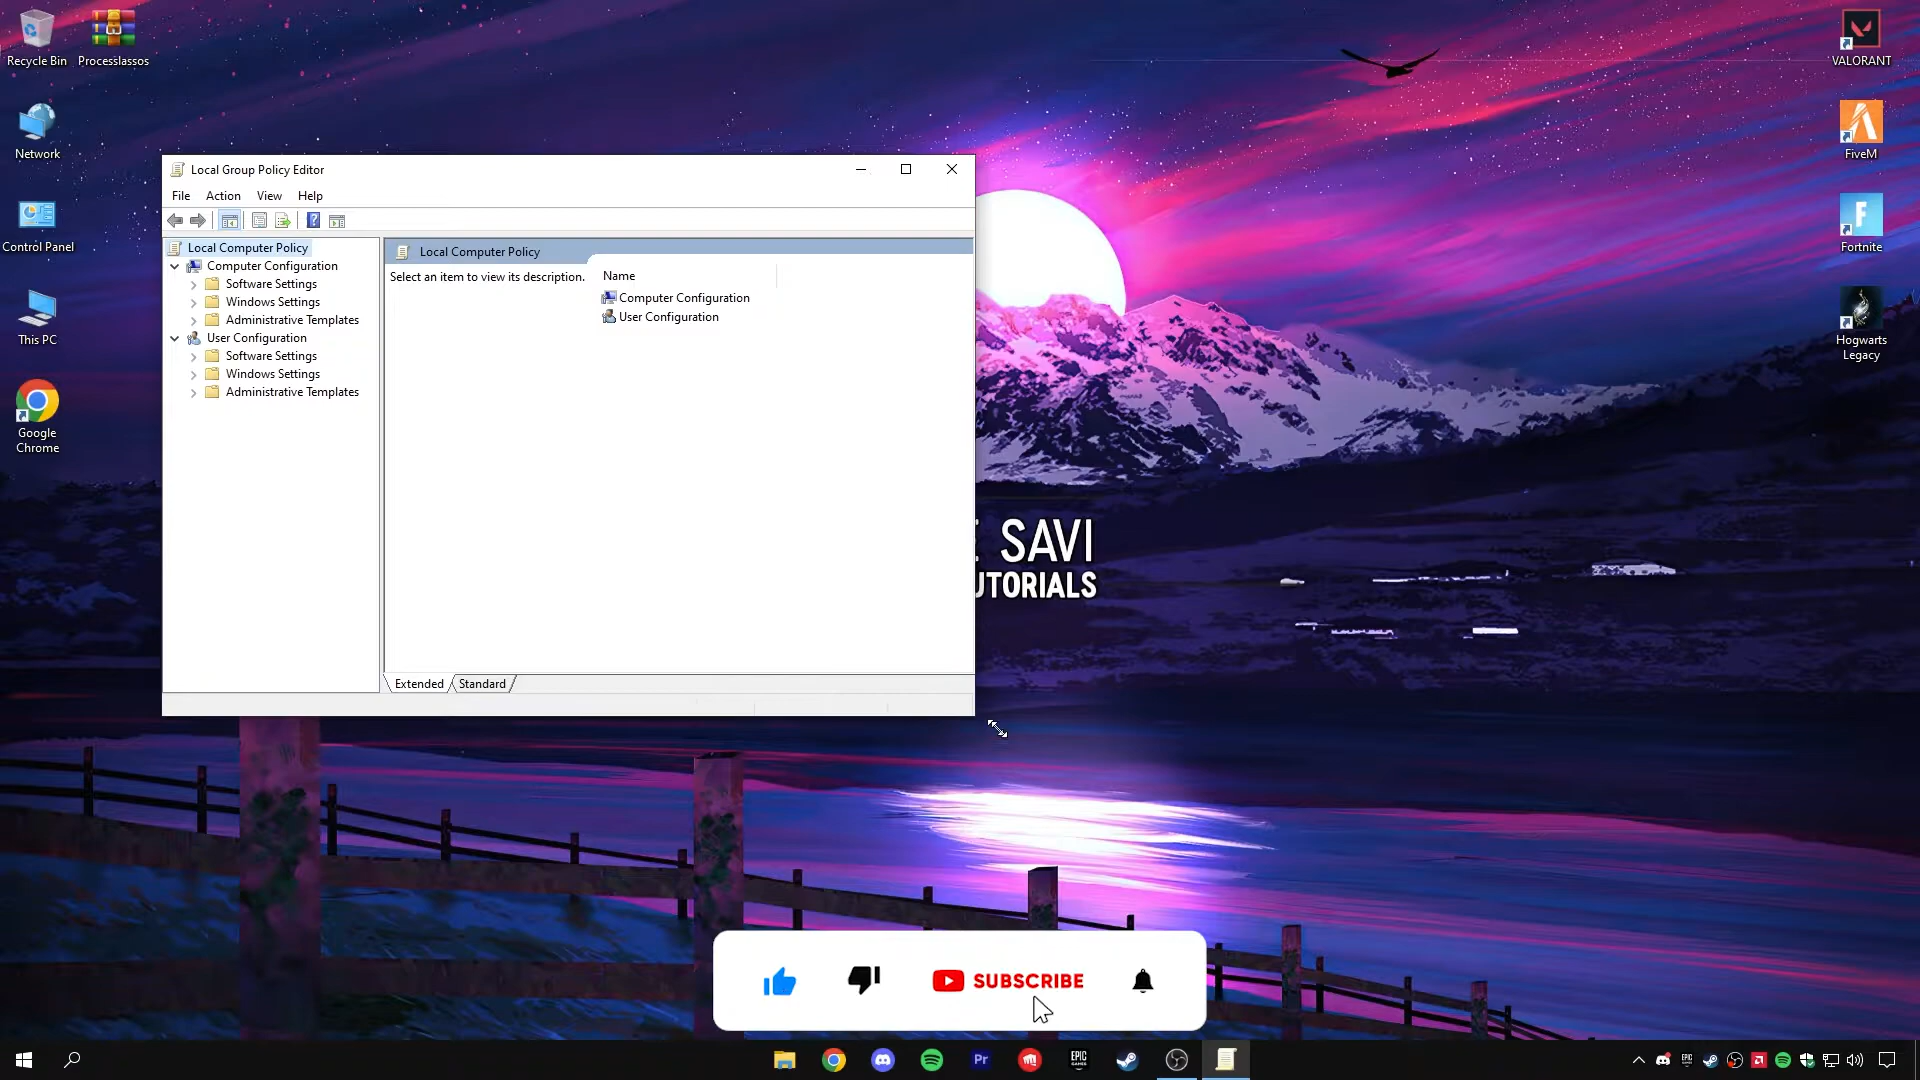 Recycle Bin
Processlassos
Network
Control Panel
This PC
Google
Chrome
VALORANT
FiveM
Fortnite
Hogwarts
Legacy
Local Group Policy Editor
File Action View Help
Local Computer Policy
Computer Configuration
Software Settings
Windows Settings
Administrative Templates
User Configuration
Software Settings
Windows Settings
Administrative Templates
Local Computer Policy
Select an item to view its description.
Name
Computer Configuration
User Configuration
Extended Standard
SAVI
UTORIALS
SUBSCRIBE
Pr
EPIC
GAMES